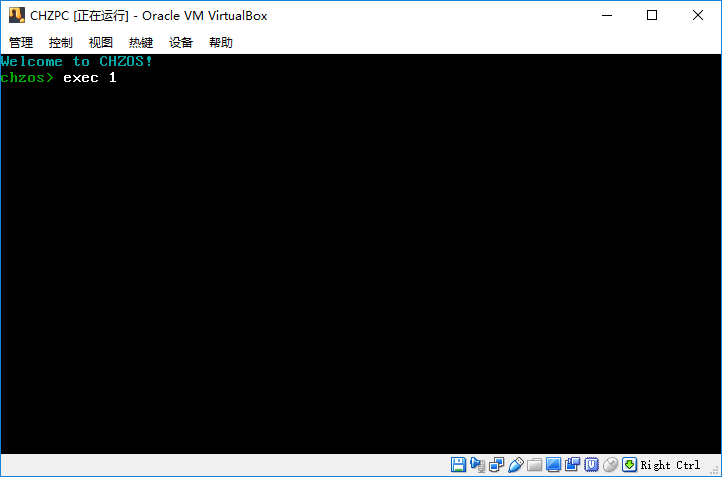 CHZPC [正在运行] - Oracle VM VirtualBox
管理 控制 视图 热键 设备 帮助
Welcome to CHZOS!
chzos> exec 1
Right Ctrl